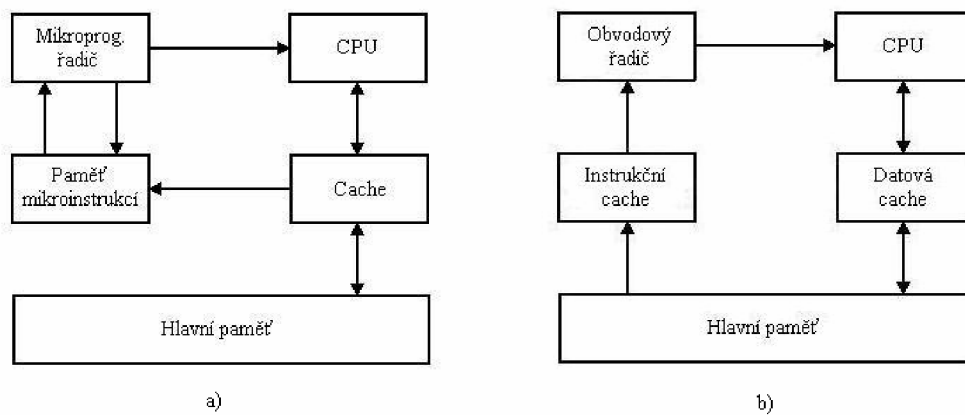 Mikroprog.
řadič
CPU
Paměť
mikroinstrukcí
Cache
Hlavní paměť
a)
Obvodový
řadič
CPU
Instrukční
cache
Datová
cache
Hlavní paměť
b)